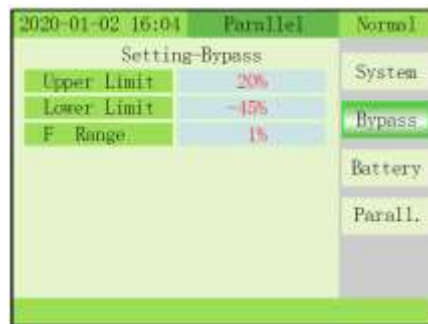 2020-01-02 16:04 Parallel Normal
Setting-Bypass
Upper Limit 20%
Lower Limit -45%
F Range 1%
System
Bypass
Battery
Parall.